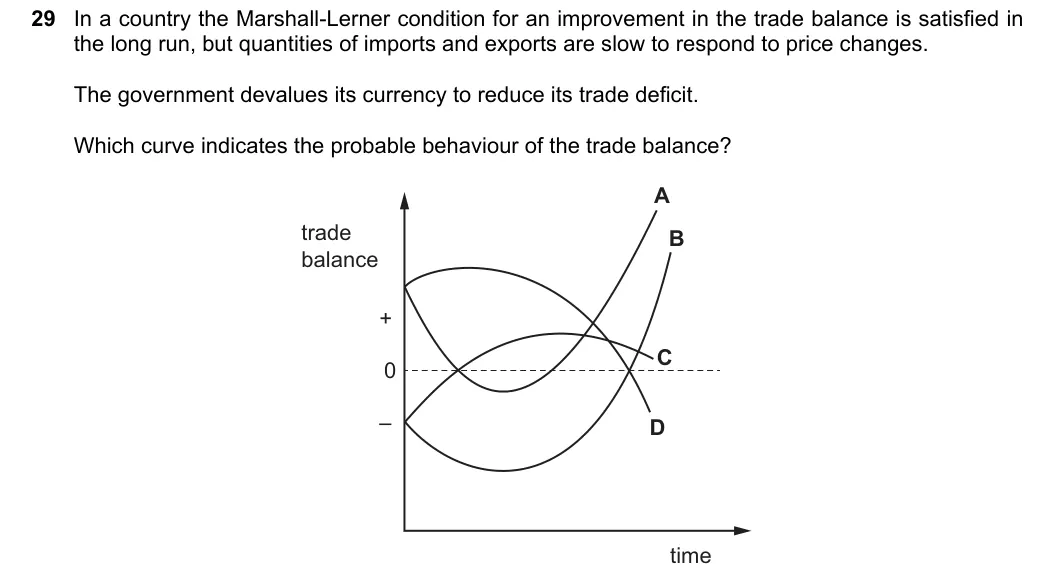 29 In a country the Marshall-Lerner condition for an improvement in the trade balance is satisfied in
the long run, but quantities of imports and exports are slow to respond to price changes.
The government devalues its currency to reduce its trade deficit.
Which curve indicates the probable behaviour of the trade balance?
A
trade
balance
B
+
C
0
–
D
time